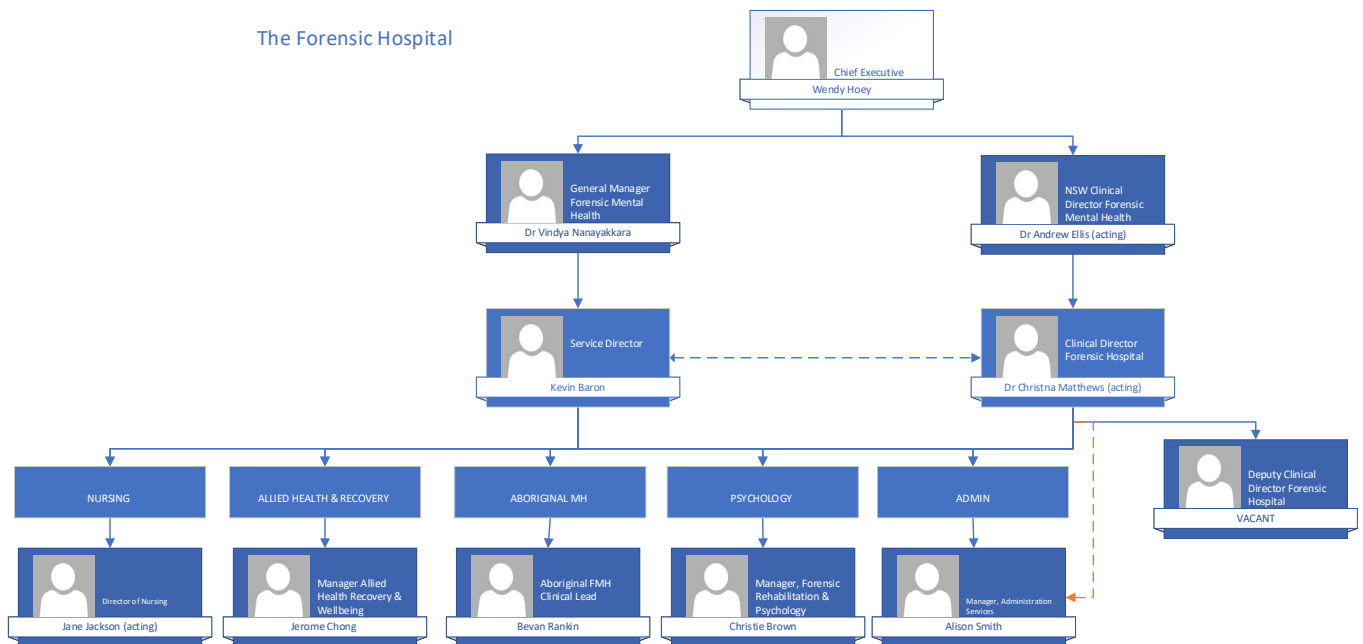 The Forensic Hospital
Chief Executive
Wendy Hoey
General Manager
Forensic Mental
Health
Dr Vindya Nanayakkara
NSW Clinical
Director Forensic
Mental Health
Dr Andrew Ellis (acting)
Service Director
Kevin Baron
Clinical Director
Forensic Hospital
Dr Christna Matthews (acting)
Deputy Clinical
Director Forensic
Hospital
VACANT
NURSING
ALLIED HEALTH & RECOVERY
ABORIGINAL MH
PSYCHOLOGY
ADMIN
Director of Nursing
Jane Jackson (acting)
Manager Allied
Health Recovery &
Wellbeing
Jerome Chong
Aboriginal FMH
Clinical Lead
Bevan Rankin
Manager, Forensic
Rehabilitation &
Psychology
Christie Brown
Manager, Administration
Services
Alison Smith